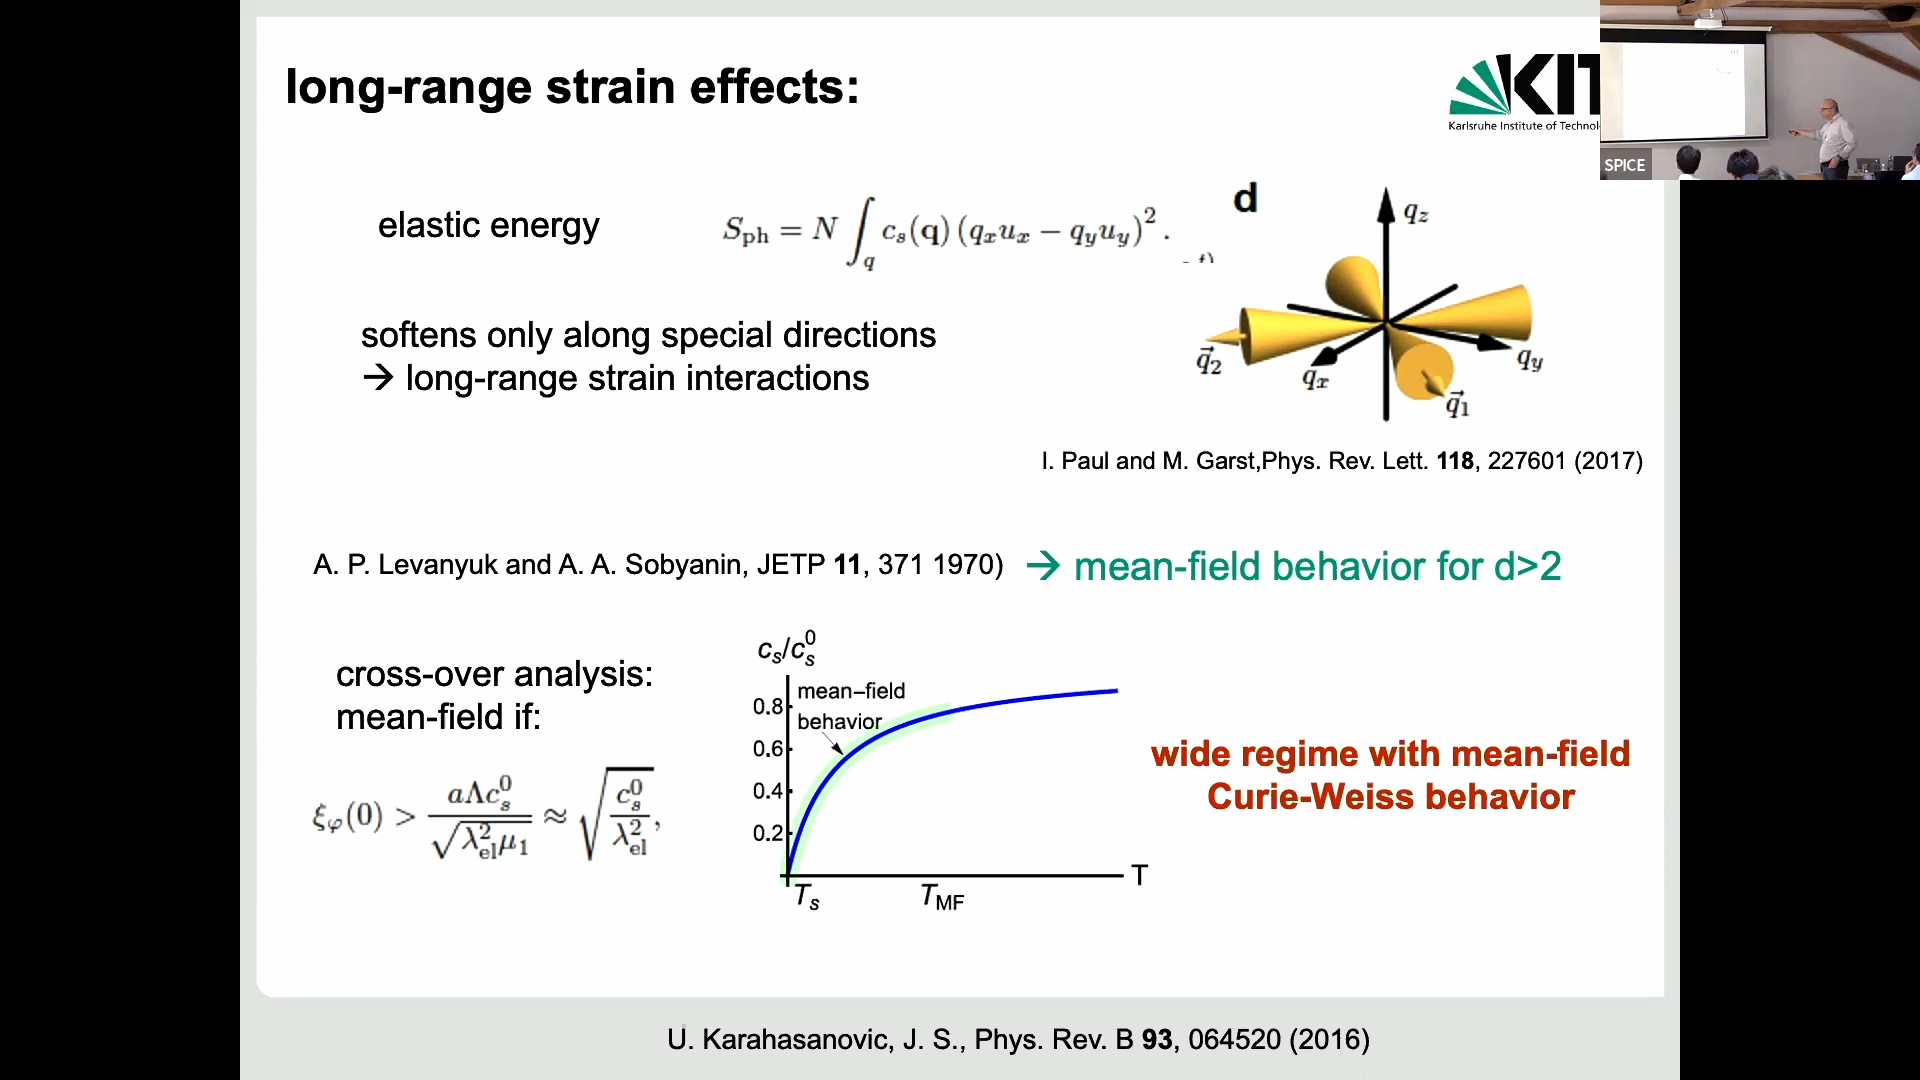 long-range strain effects:
KIT
Karlsruhe Institute of Technol
SPICE
elastic energy
S_ph = N ∫_q c_s(q) (q_x u_x − q_y u_y)^2 .
d
q_z
q_y
q_x
q⃗_2
q⃗_1
softens only along special directions
→ long-range strain interactions
I. Paul and M. Garst,Phys. Rev. Lett. 118, 227601 (2017)
A. P. Levanyuk and A. A. Sobyanin, JETP 11, 371 1970) → mean-field behavior for d>2
cross-over analysis:
mean-field if:
ξ_φ(0) > aΛc_s^0 / √(λ_el^2 μ_1) ≈ √(c_s^0 / λ_el^2),
c_s/c_s^0
mean–field
behavior
0.8
0.6
0.4
0.2
T_s
T_MF
T
wide regime with mean-field
Curie-Weiss behavior
U. Karahasanovic, J. S., Phys. Rev. B 93, 064520 (2016)